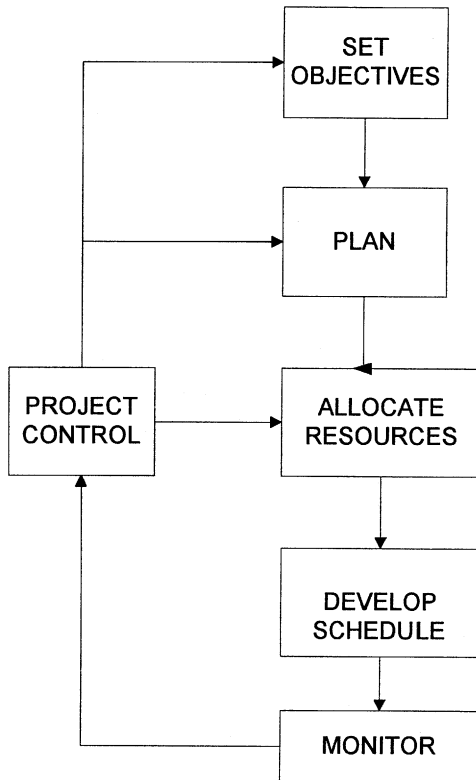 SET
OBJECTIVES
PLAN
PROJECT
CONTROL
ALLOCATE
RESOURCES
DEVELOP
SCHEDULE
MONITOR